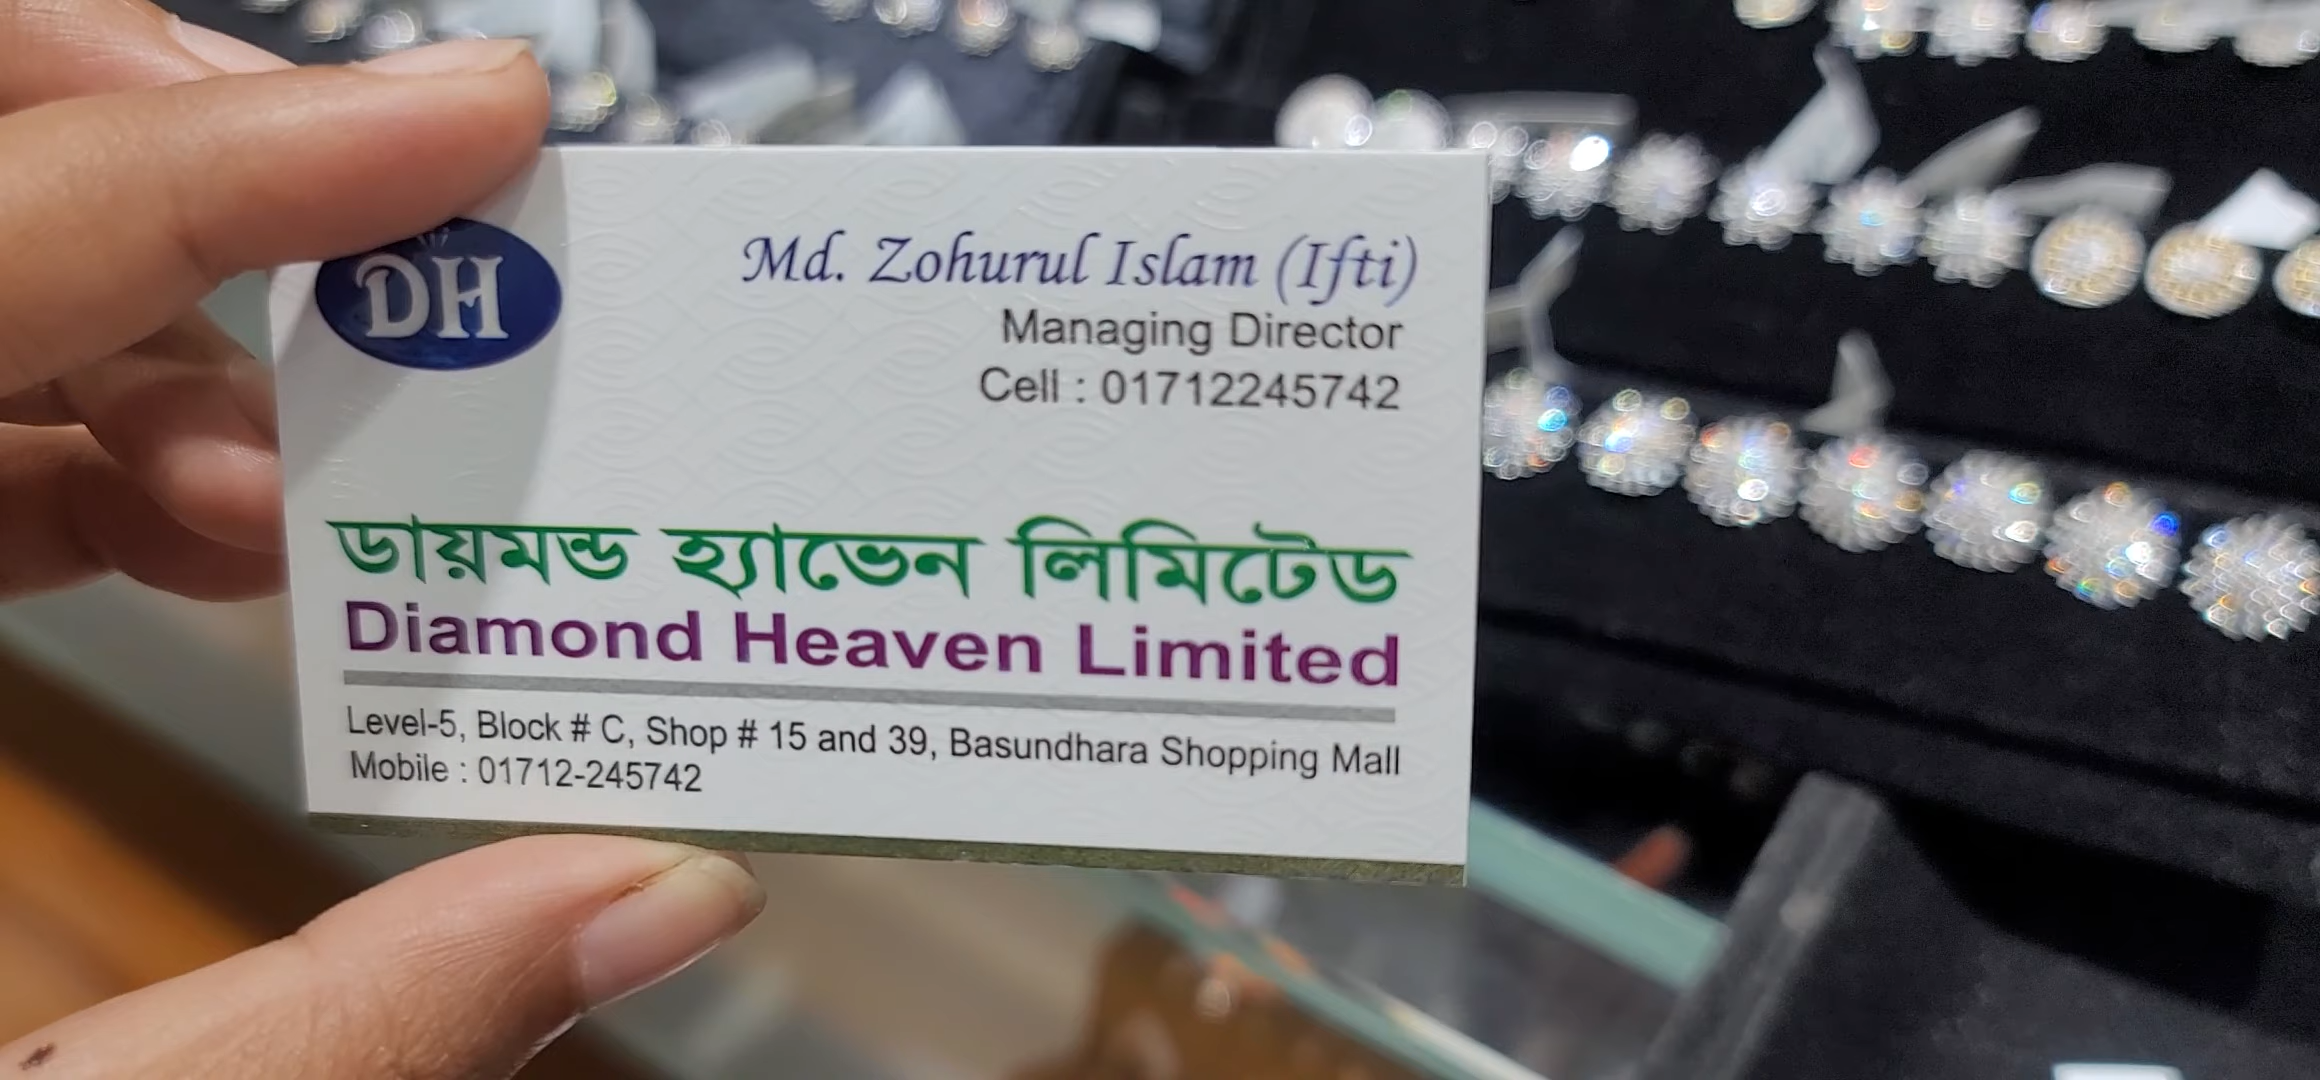 DH
Md. Zohurul Islam (Ifti)
Managing Director
Cell : 01712245742
ডায়মন্ড হ্যাভেন লিমিটেড
Diamond Heaven Limited
Level-5, Block # C, Shop # 15 and 39, Basundhara Shopping Mall
Mobile : 01712-245742